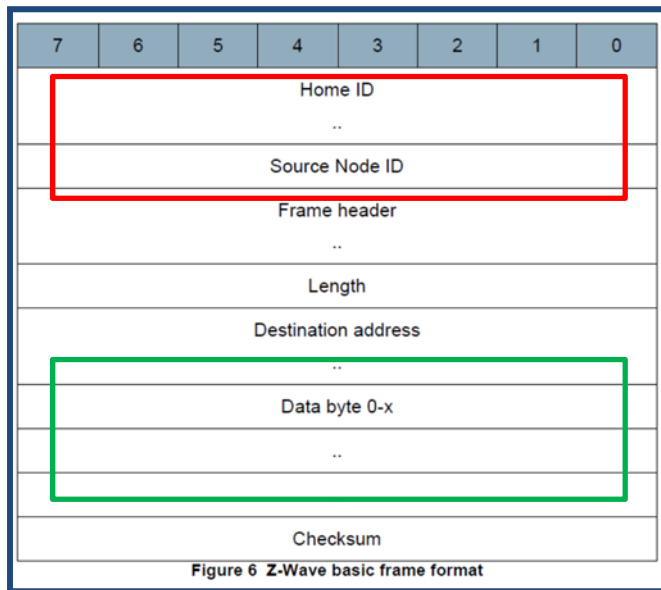 7 6 5 4 3 2 1 0
Home ID
..
Source Node ID
Frame header
..
Length
Destination address
..
Data byte 0-x
..
Checksum
Figure 6 Z-Wave basic frame format